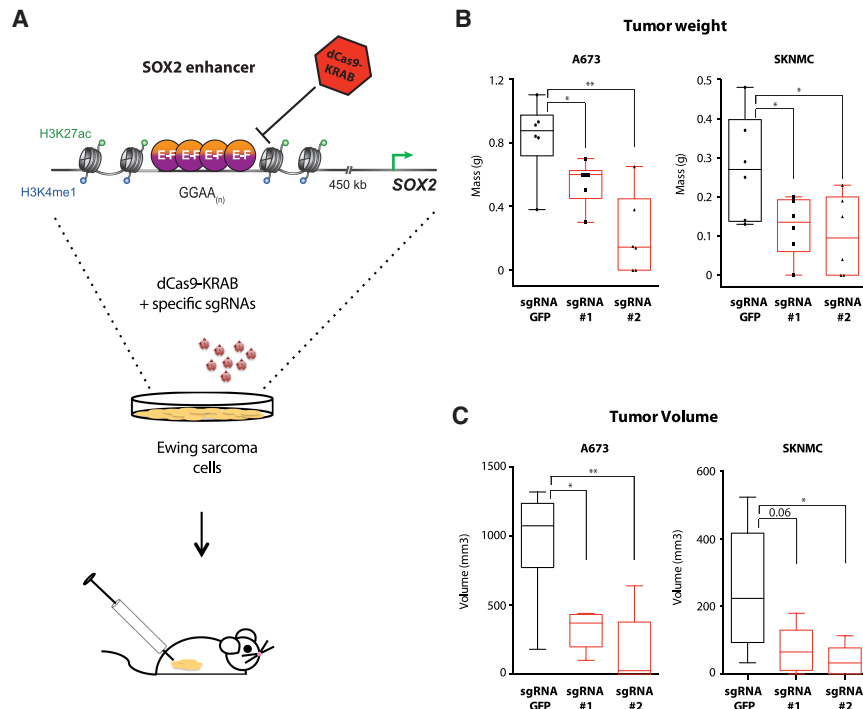 A
SOX2 enhancer
dCas9-
KRAB
H3K27ac
E-F E-F E-F E-F
H3K4me1
GGAA(n)
450 kb
SOX2
dCas9-KRAB
+ specific sgRNAs
Ewing sarcoma
cells
B
Tumor weight
A673
Mass (g)
1.2
0.8
0.4
0
*
**
sgRNA GFP
sgRNA #1
sgRNA #2
SKNMC
Mass (g)
0.5
0.4
0.3
0.2
0.1
0
*
*
sgRNA GFP
sgRNA #1
sgRNA #2
C
Tumor Volume
A673
Volume (mm3)
1500
1000
500
0
*
**
sgRNA GFP
sgRNA #1
sgRNA #2
SKNMC
Volume (mm3)
600
400
200
0
0.06
*
sgRNA GFP
sgRNA #1
sgRNA #2